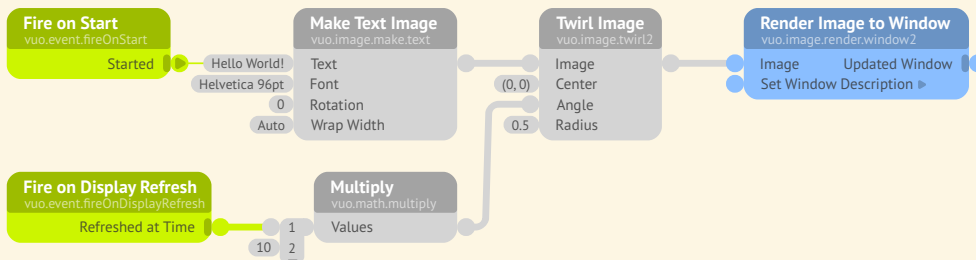 Fire on Start
vuo.event.fireOnStart
Started
Hello World!
Helvetica 96pt
0
Auto
Make Text Image
vuo.image.make.text
Text
Font
Rotation
Wrap Width
Twirl Image
vuo.image.twirl2
Image
(0, 0) Center
Angle
0.5 Radius
Render Image to Window
vuo.image.render.window2
Image Updated Window
Set Window Description
Fire on Display Refresh
vuo.event.fireOnDisplayRefresh
Refreshed at Time
Multiply
vuo.math.multiply
1 Values
10 2